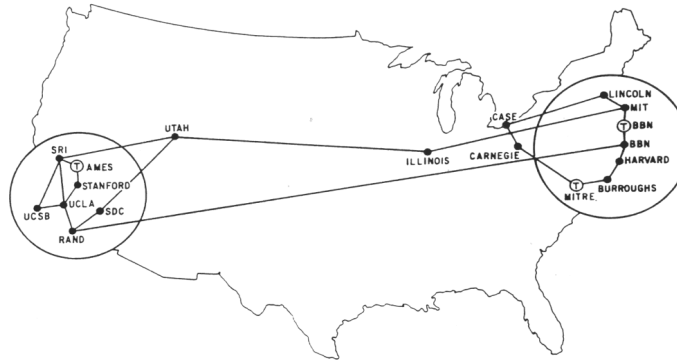 LINCOLN
MIT
CASE
T BBN
UTAH
BBN
SRI
ILLINOIS
CARNEGIE
T AMES
HARVARD
STANFORD
BURROUGHS
T
MITRE
UCLA
SDC
UCSB
RAND